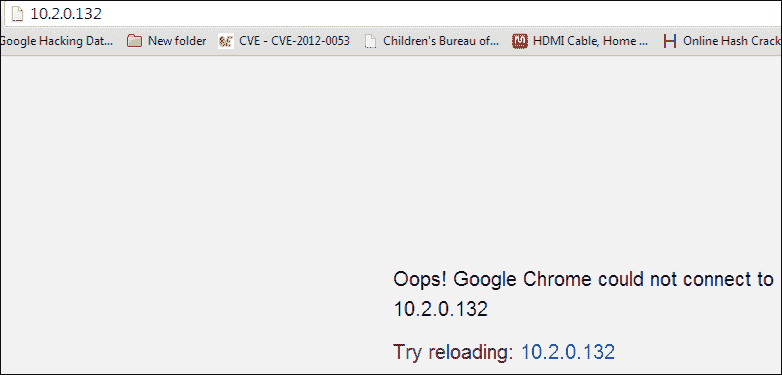 10.2.0.132
Google Hacking Dat... New folder CVE - CVE-2012-0053 Children's Bureau of... HDMI Cable, Home ... Online Hash Crack
Oops! Google Chrome could not connect to
10.2.0.132
Try reloading: 10.2.0.132